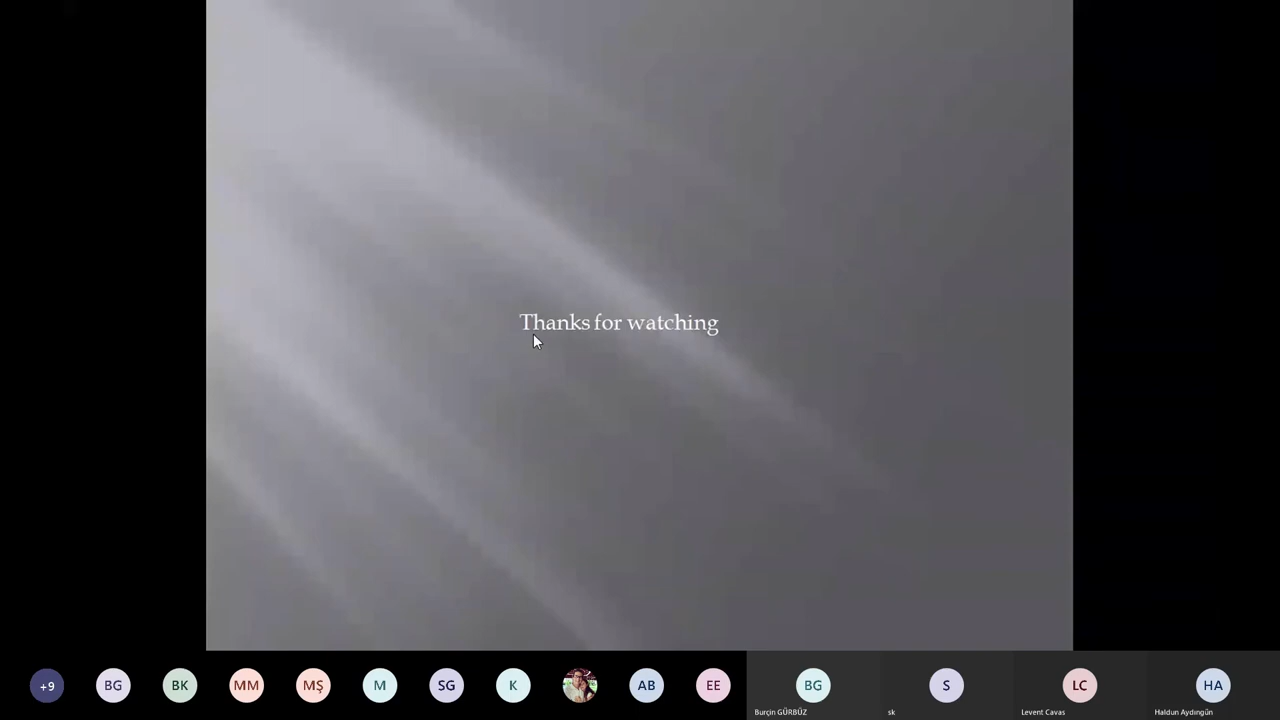 Thanks for watching
+9
BG
BK
MM
MŞ
M
SG
K
AB
EE
BG
S
LC
HA
Burçin GÜRBÜZ
sk
Levent Cavas
Haldun Aydıngün